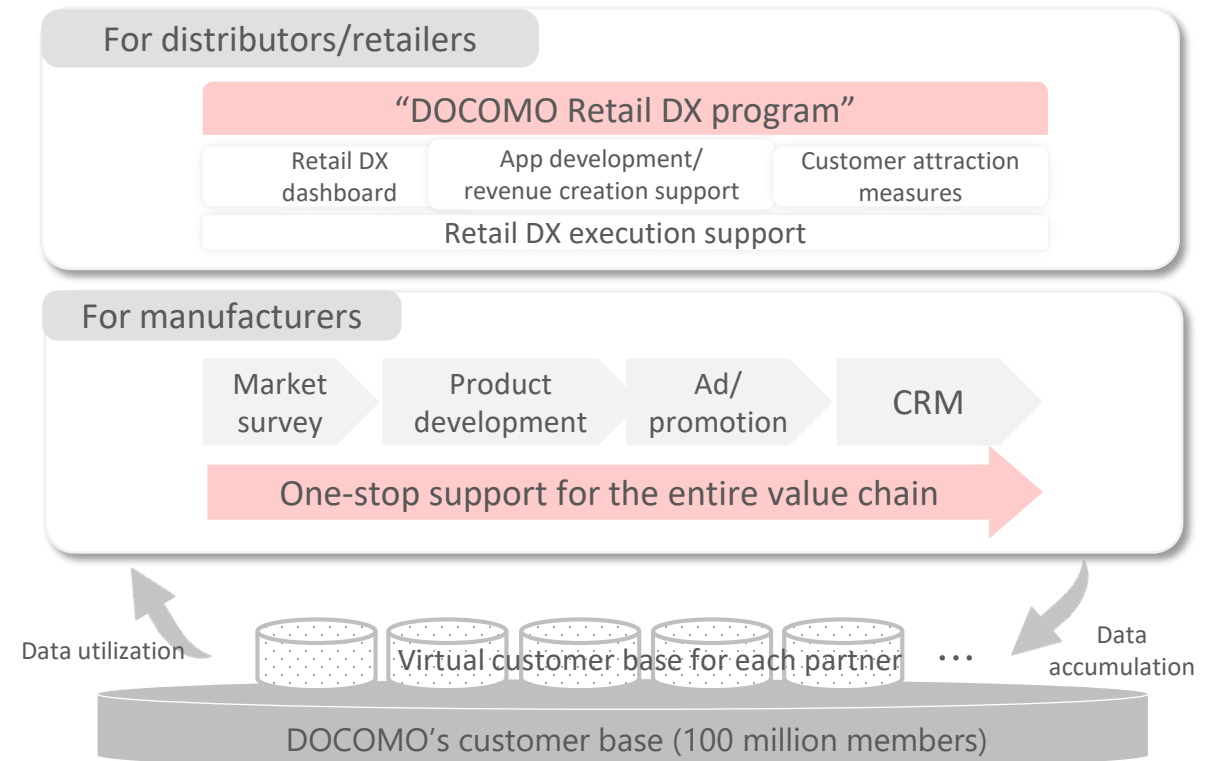 For distributors/retailers
“DOCOMO Retail DX program”
Retail DX
dashboard
App development/
revenue creation support
Customer attraction
measures
Retail DX execution support
For manufacturers
Market
survey
Product
development
Ad/
promotion
CRM
One-stop support for the entire value chain
Data utilization
Virtual customer base for each partner
…
Data
accumulation
DOCOMO’s customer base (100 million members)